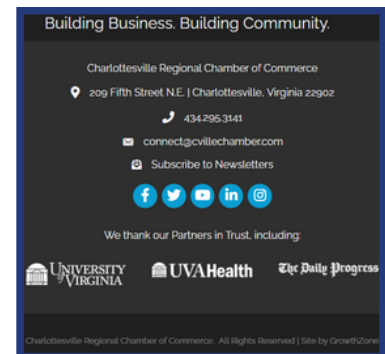 Building Business. Building Community.
Charlottesville Regional Chamber of Commerce
209 Fifth Street N.E. | Charlottesville, Virginia 22902
434.295.3141
connect@cvillechamber.com
Subscribe to Newsletters
We thank our Partners in Trust, including:
UNIVERSITY of VIRGINIA
UVA Health
The Daily Progress
Charlottesville Regional Chamber of Commerce. All Rights Reserved | Site by GrowthZone